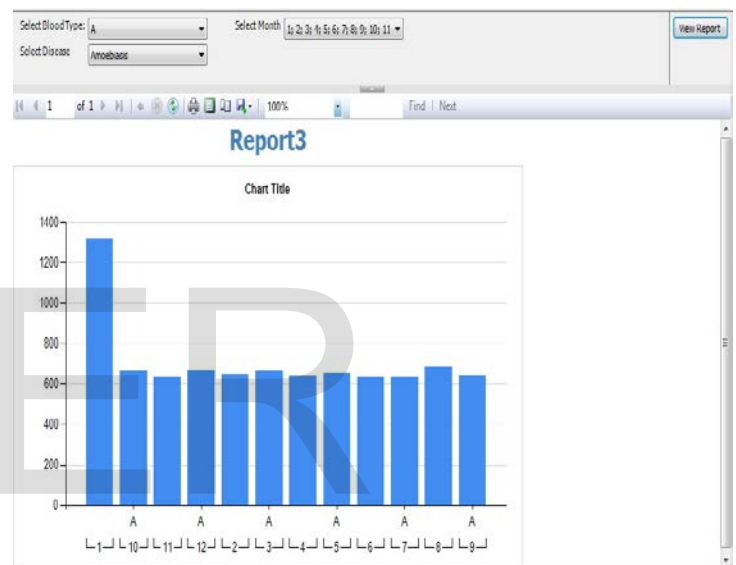 Select Blood Type: A Select Month 1; 2; 3; 4; 5; 6; 7; 8; 9; 10; 11 View Report
Select Disease Amoebiasis
1 of 1 100% Find | Next
Report3
Chart Title
1400
1200
1000
800
600
400
200
0
A A A A A A
1 10 11 12 2 3 4 5 6 7 8 9
ER